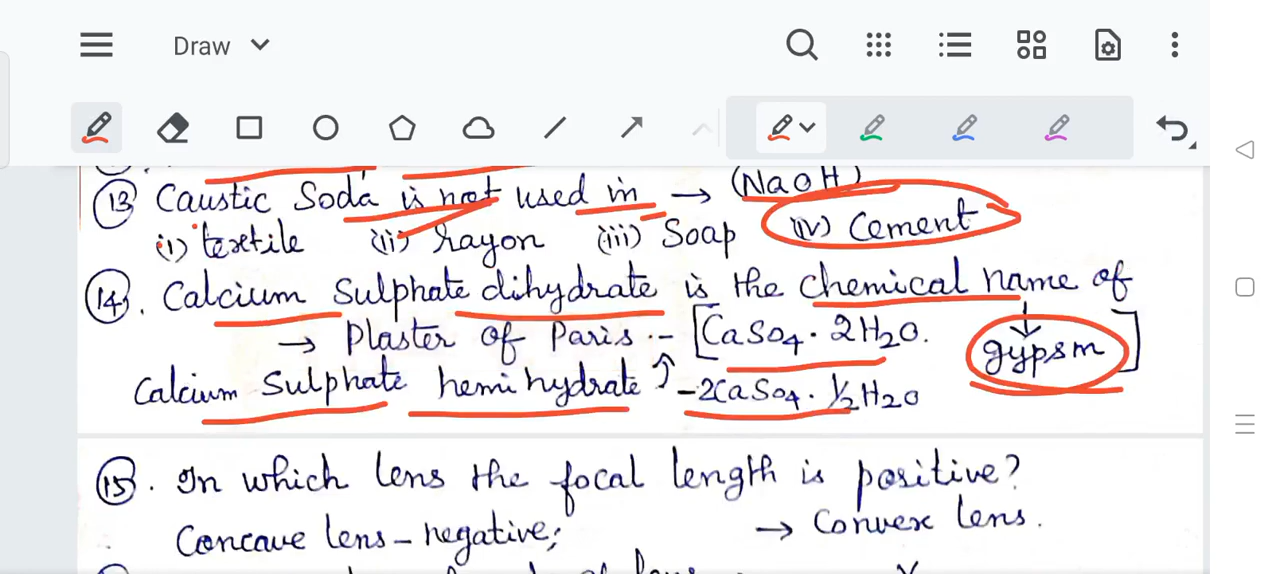 Draw
(13) Caustic Soda is not used in → (NaOH)
(i) textile (ii) rayon (iii) Soap (iv) Cement
(14). Calcium Sulphate dihydrate is the chemical name of
→ Plaster of Paris :- [CaSO4 . 2H2O. gypsm]
Calcium Sulphate hemihydrate ↑ - 2CaSO4 . 1/2H2O
(15). In which lens the focal length is positive?
Concave lens - negative; → Convex lens.